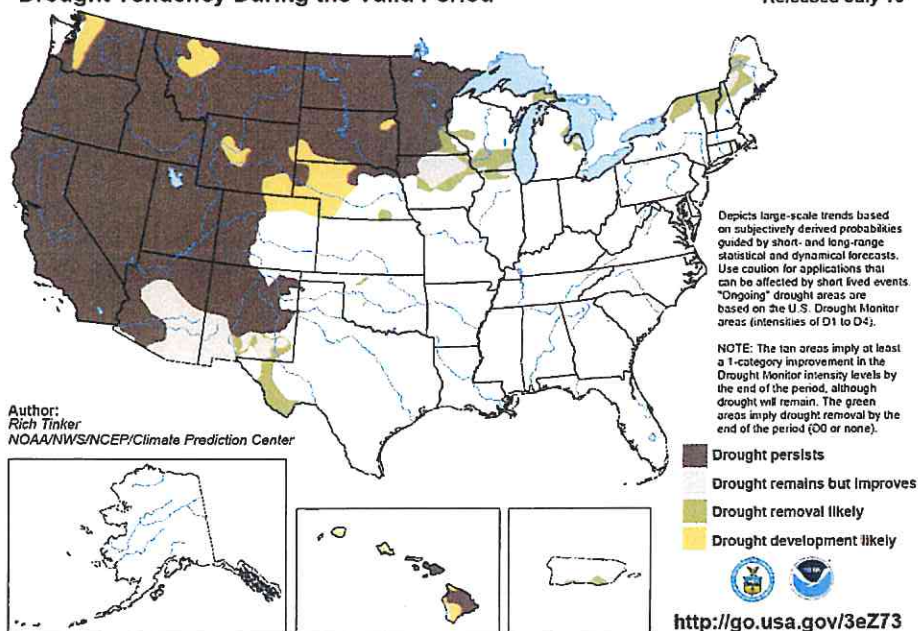 Drought Tendency During the Valid Period
Released July 15
Depicts large-scale trends based
on subjectively derived probabilities
guided by short- and long-range
statistical and dynamical forecasts.
Use caution for applications that
can be affected by short lived events.
"Ongoing" drought areas are
based on the U.S. Drought Monitor
areas (intensities of D1 to D4).
NOTE: The tan areas imply at least
a 1-category improvement in the
Drought Monitor intensity levels by
the end of the period, although
drought will remain. The green
areas imply drought removal by the
end of the period (D0 or none).
Author:
Rich Tinker
NOAA/NWS/NCEP/Climate Prediction Center
Drought persists
Drought remains but improves
Drought removal likely
Drought development likely
http://go.usa.gov/3eZ73